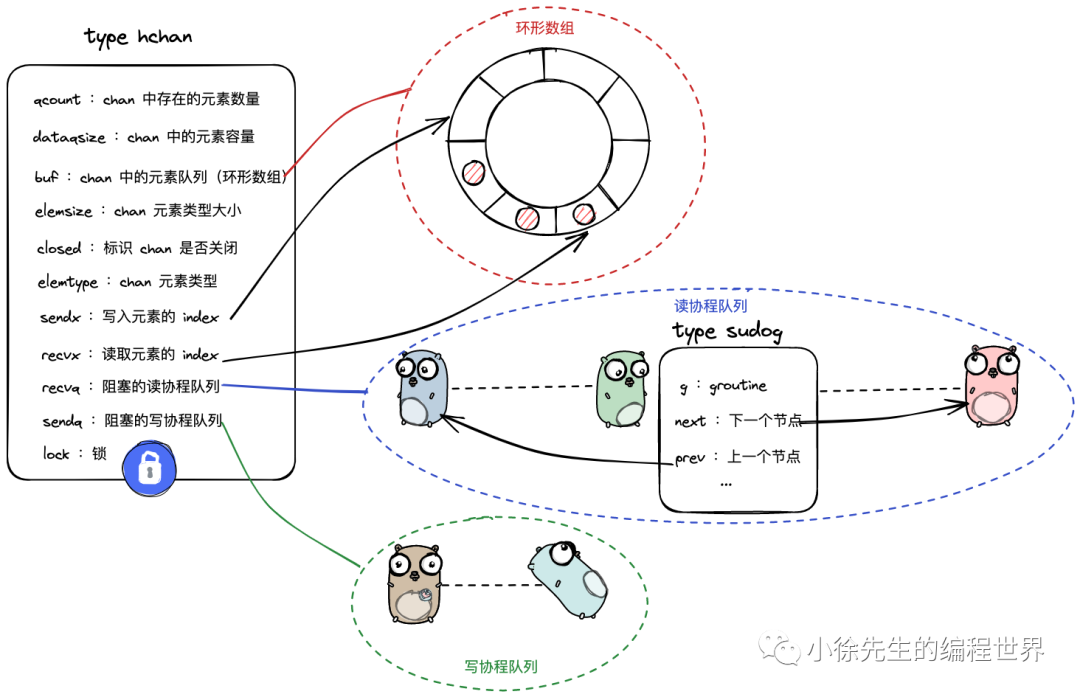 type hchan
qcount : chan 中存在的元素数量
dataqsize : chan 中的元素容量
buf : chan 中的元素队列（环形数组）
elemsize : chan 元素类型大小
closed : 标识 chan 是否关闭
elemtype : chan 元素类型
sendx : 写入元素的 index
recvx : 读取元素的 index
recvq : 阻塞的读协程队列
sendq : 阻塞的写协程队列
lock : 锁
环形数组
读协程队列
type sudog
g : groutine
next : 下一个节点
prev : 上一个节点
...
写协程队列
小徐先生的编程世界